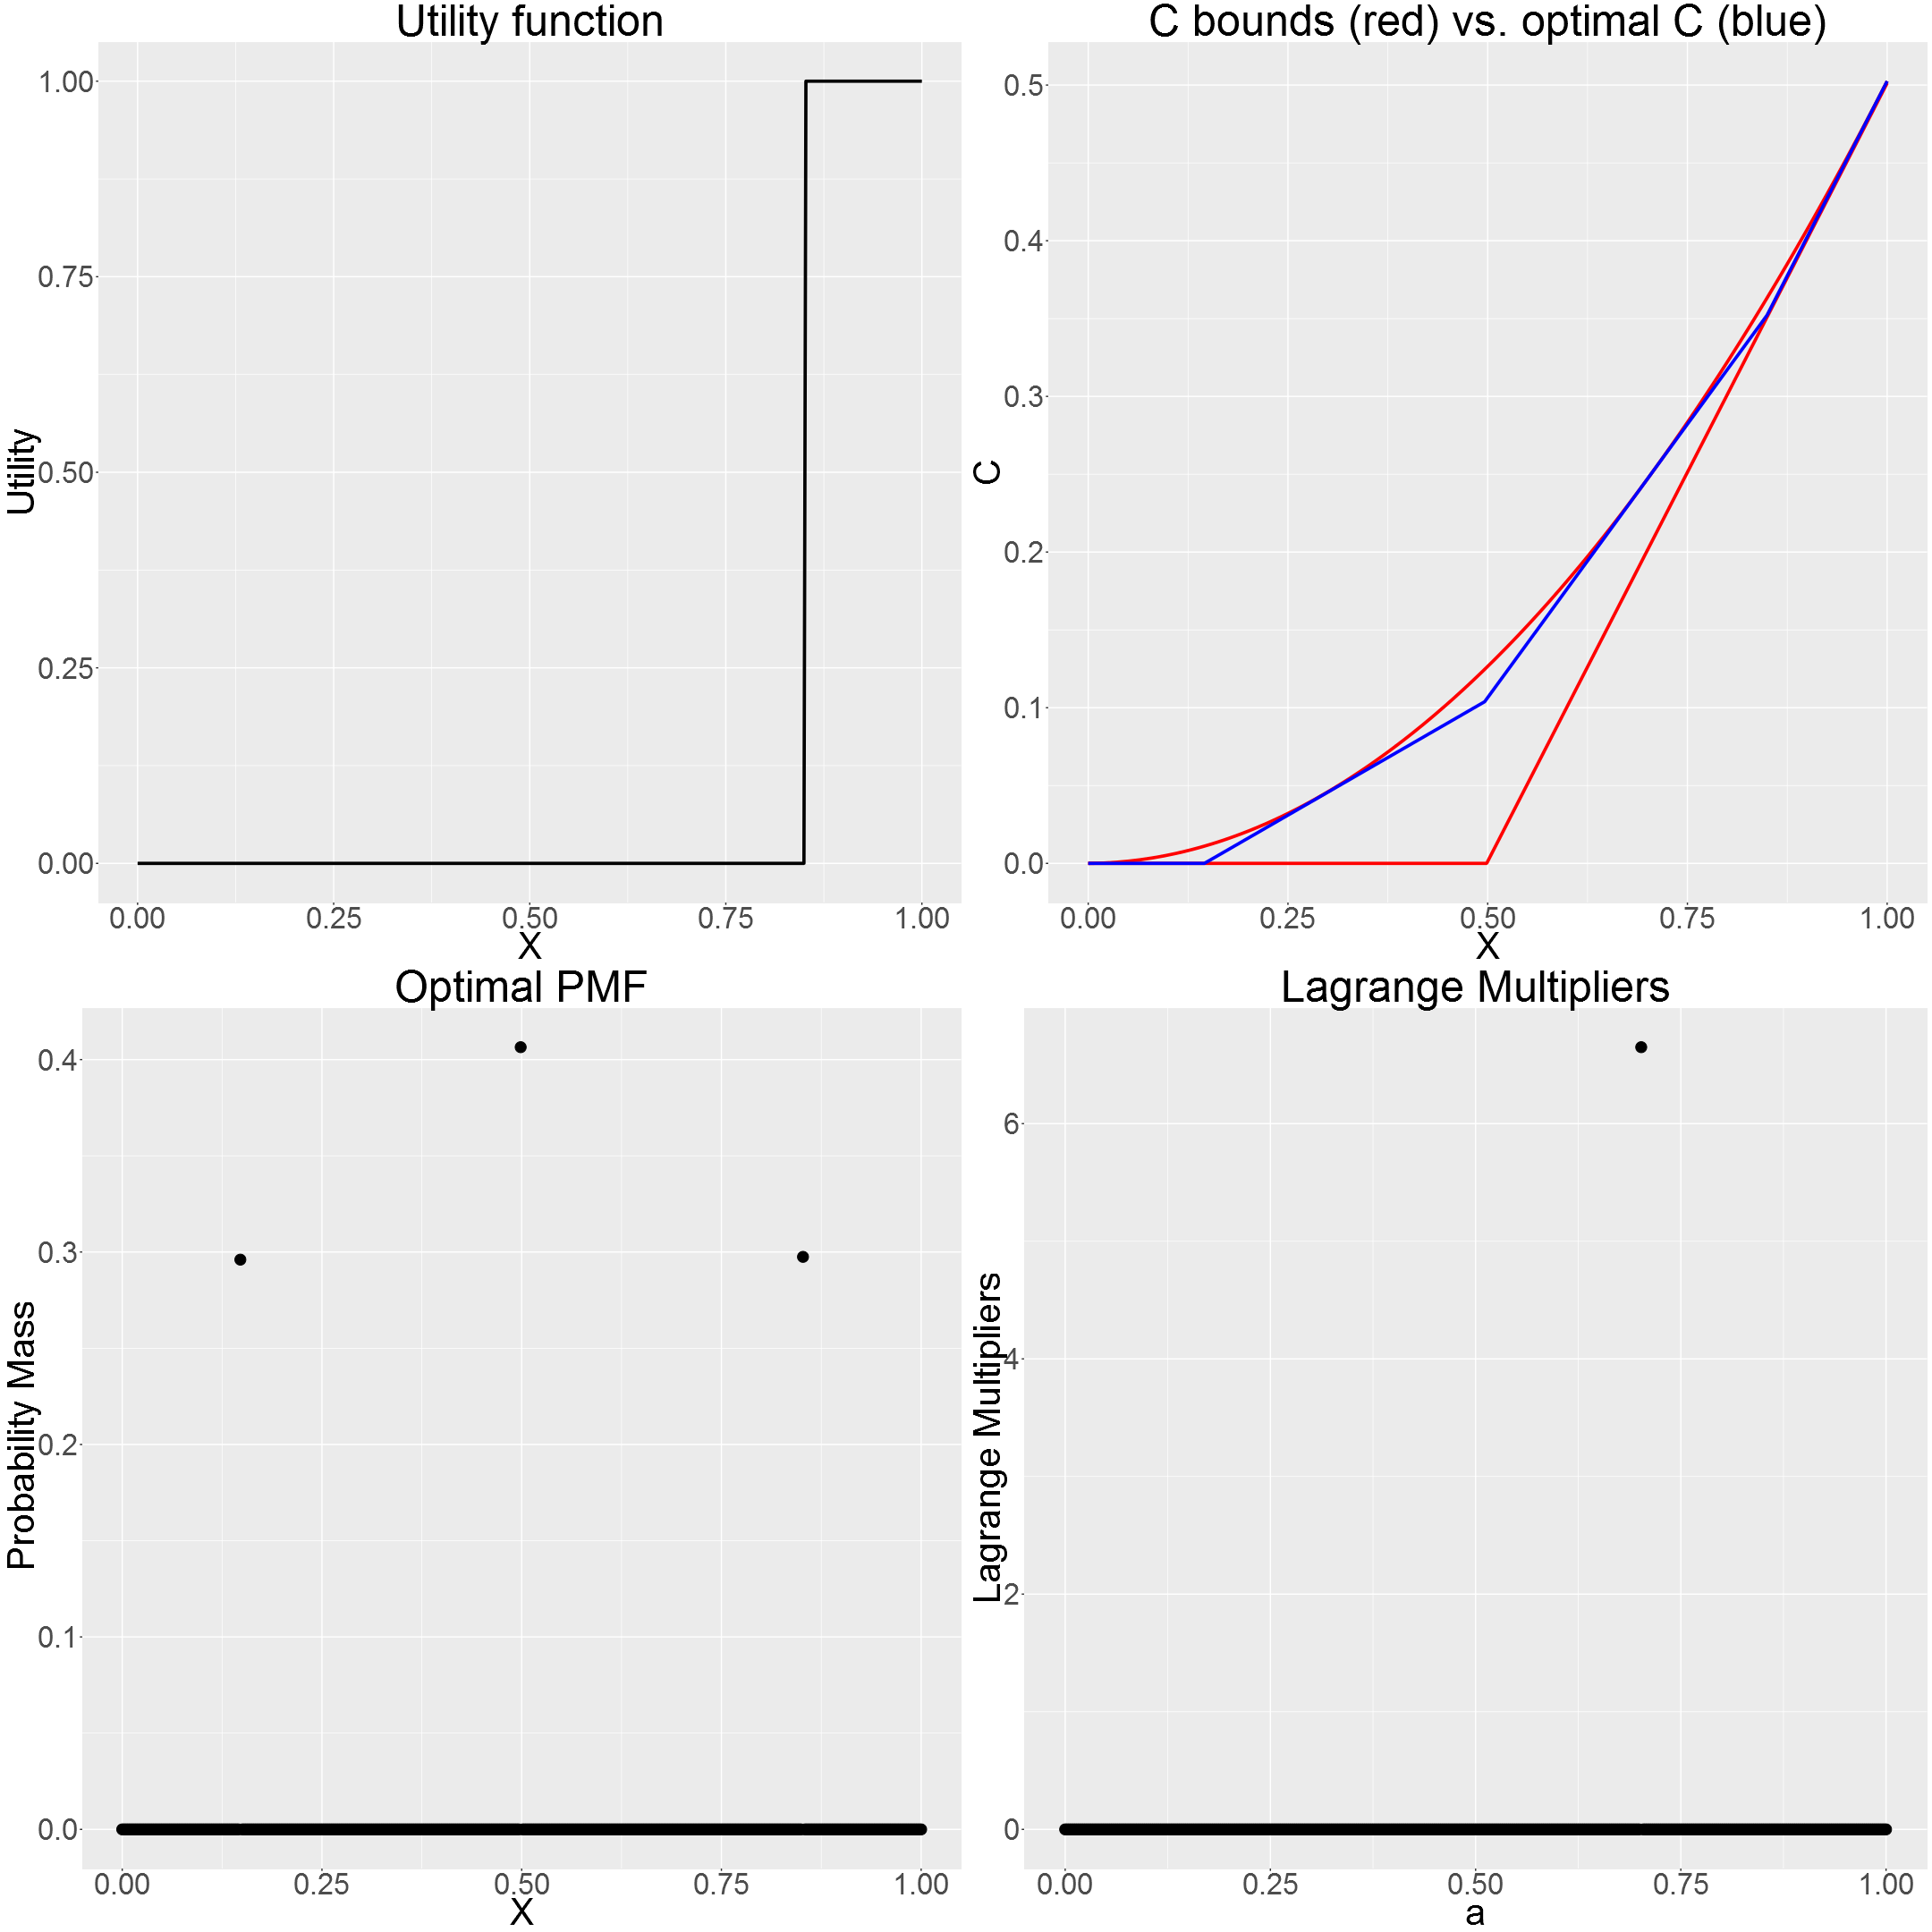 Utility function
1.00
0.75
0.50
0.25
0.00
Utility
0.00 0.25 0.50 0.75 1.00
X
C bounds (red) vs. optimal C (blue)
0.5
0.4
0.3
0.2
0.1
0.0
C
0.00 0.25 0.50 0.75 1.00
X
Optimal PMF
0.4
0.3
0.2
0.1
0.0
Probability Mass
0.00 0.25 0.50 0.75 1.00
X
Lagrange Multipliers
6
4
2
0
Lagrange Multipliers
0.00 0.25 0.50 0.75 1.00
a